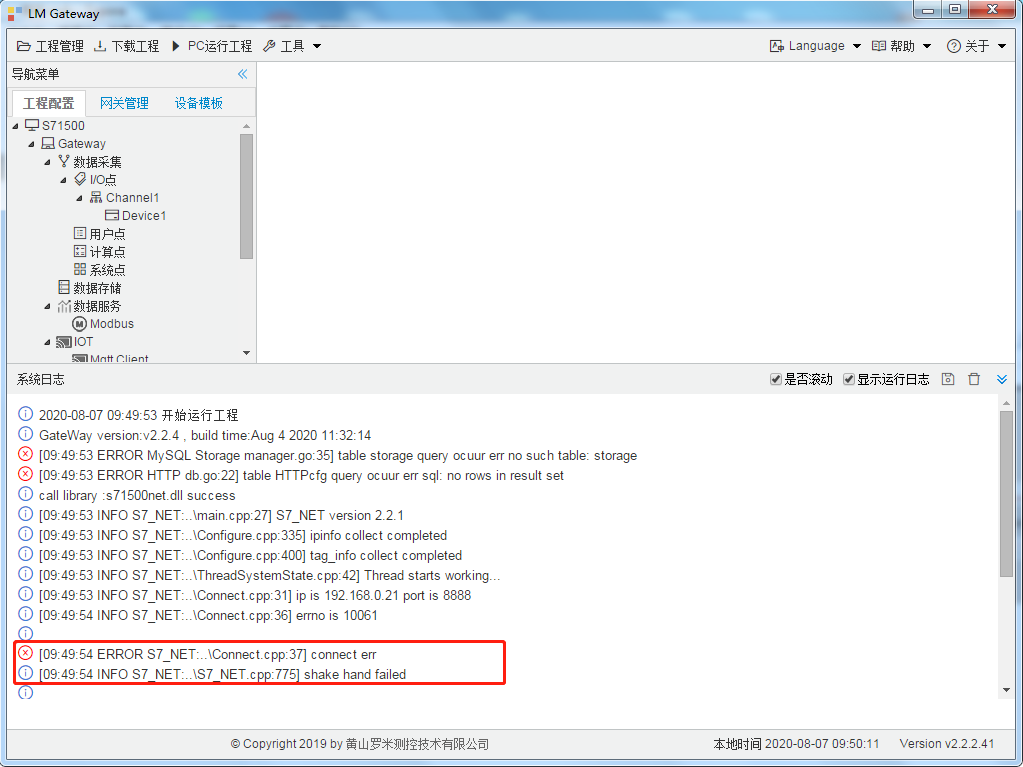 LM Gateway
工程管理 下载工程 PC运行工程 工具 Language 帮助 关于
导航菜单
工程配置 网关管理 设备模板
S71500
Gateway
数据采集
I/O点
Channel1
Device1
用户点
计算点
系统点
数据存储
数据服务
Modbus
IOT
Mqtt Client
系统日志 是否滚动 显示运行日志
2020-08-07 09:49:53 开始运行工程
GateWay version:v2.2.4 , build time:Aug 4 2020 11:32:14
[09:49:53 ERROR MySQL Storage manager.go:35] table storage query ocuur err no such table: storage
[09:49:53 ERROR HTTP db.go:22] table HTTPcfg query ocuur err sql: no rows in result set
call library :s71500net.dll success
[09:49:53 INFO S7_NET:..\main.cpp:27] S7_NET version 2.2.1
[09:49:53 INFO S7_NET:..\Configure.cpp:335] ipinfo collect completed
[09:49:53 INFO S7_NET:..\Configure.cpp:400] tag_info collect completed
[09:49:53 INFO S7_NET:..\ThreadSystemState.cpp:42] Thread starts working...
[09:49:53 INFO S7_NET:..\Connect.cpp:31] ip is 192.168.0.21 port is 8888
[09:49:54 INFO S7_NET:..\Connect.cpp:36] errno is 10061
[09:49:54 ERROR S7_NET:..\Connect.cpp:37] connect err
[09:49:54 INFO S7_NET:..\S7_NET.cpp:775] shake hand failed
© Copyright 2019 by 黄山罗米测控技术有限公司 本地时间 2020-08-07 09:50:11 Version v2.2.2.41